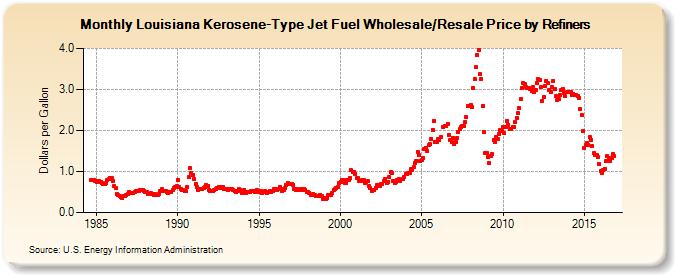 Monthly Louisiana Kerosene-Type Jet Fuel Wholesale/Resale Price by Refiners
Dollars per Gallon
4.0
3.0
2.0
1.0
0.0
1985 1990 1995 2000 2005 2010 2015
Source: U.S. Energy Information Administration